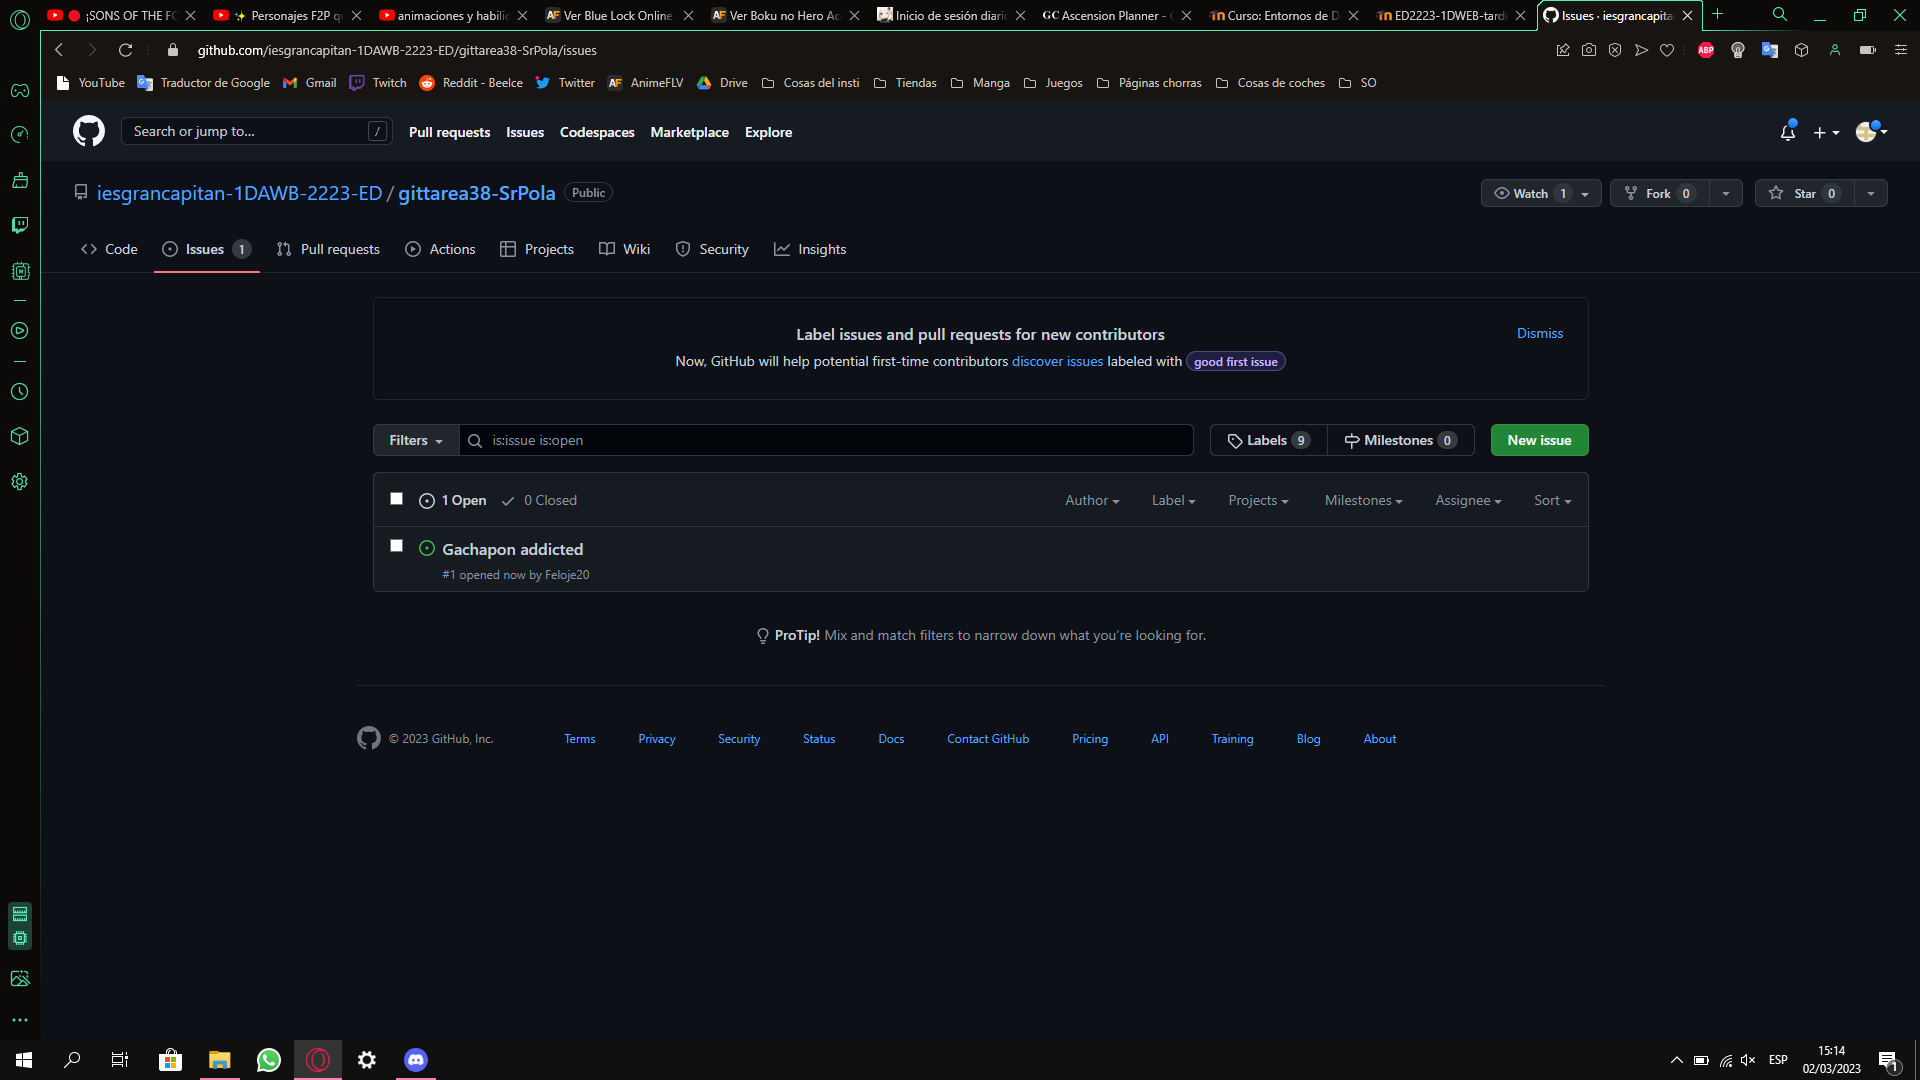 ¡SONS OF THE FC
Personajes F2P q
animaciones y habilic
AF Ver Blue Lock Online
AF Ver Boku no Hero Ac
Inicio de sesión diari
GC Ascension Planner -
Curso: Entornos de D
ED2223-1DWEB-tard
Issues · iesgrancapita
github.com/iesgrancapitan-1DAWB-2223-ED/gittarea38-SrPola/issues
ABP
YouTube
Traductor de Google
Gmail
Twitch
Reddit - Beelce
Twitter
AF AnimeFLV
Drive
Cosas del insti
Tiendas
Manga
Juegos
Páginas chorras
Cosas de coches
SO
Search or jump to...
/
Pull requests
Issues
Codespaces
Marketplace
Explore
iesgrancapitan-1DAWB-2223-ED / gittarea38-SrPola Public
Watch 1
Fork 0
Star 0
Code
Issues 1
Pull requests
Actions
Projects
Wiki
Security
Insights
Label issues and pull requests for new contributors
Dismiss
Now, GitHub will help potential first-time contributors discover issues labeled with good first issue
Filters
is:issue is:open
Labels 9
Milestones 0
New issue
1 Open
0 Closed
Author
Label
Projects
Milestones
Assignee
Sort
Gachapon addicted
#1 opened now by Feloje20
ProTip! Mix and match filters to narrow down what you're looking for.
© 2023 GitHub, Inc.
Terms
Privacy
Security
Status
Docs
Contact GitHub
Pricing
API
Training
Blog
About
ESP
15:14
02/03/2023
1